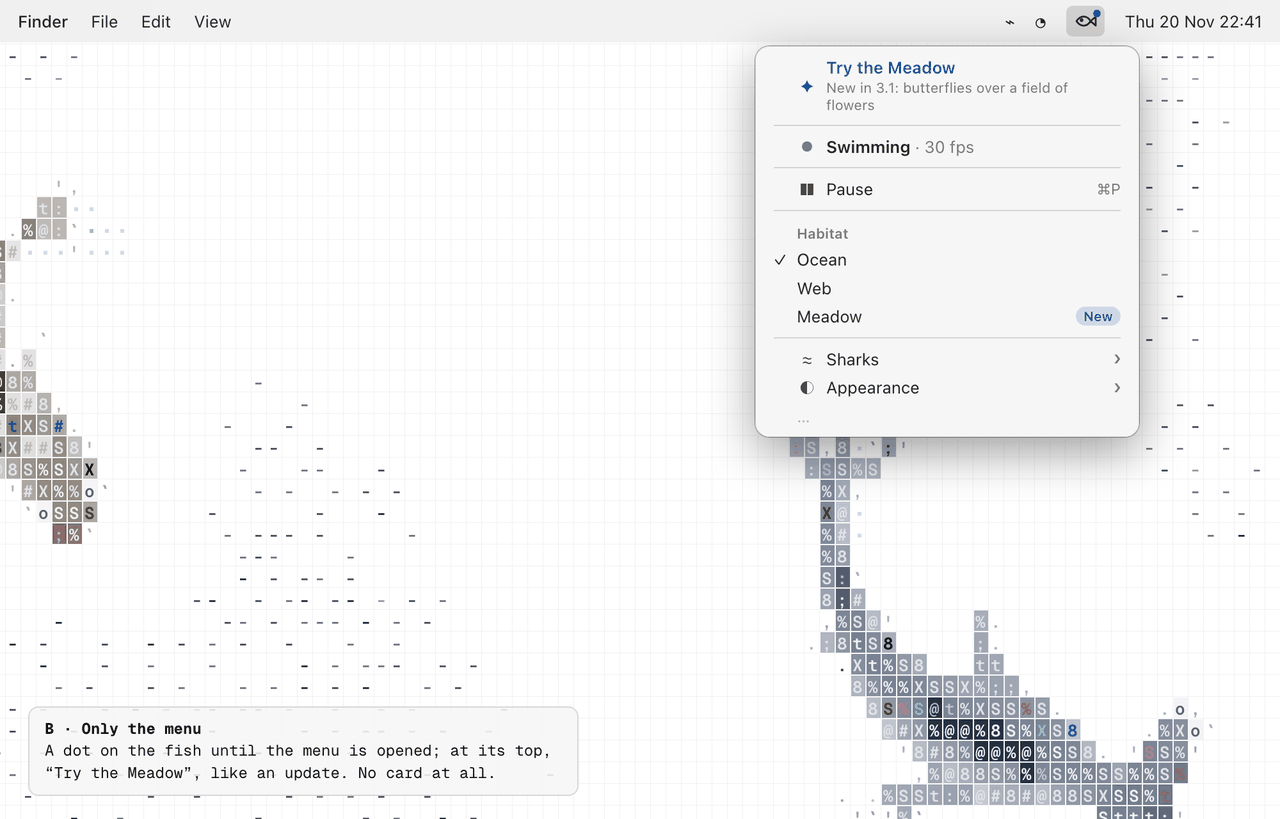 Finder File Edit View Thu 20 Nov 22:41
Try the Meadow
New in 3.1: butterflies over a field of
flowers
Swimming · 30 fps
Pause ⌘P
Habitat
✓ Ocean
Web
Meadow New
Sharks
Appearance
...
B · Only the menu
A dot on the fish until the menu is opened; at its top,
“Try the Meadow”, like an update. No card at all.